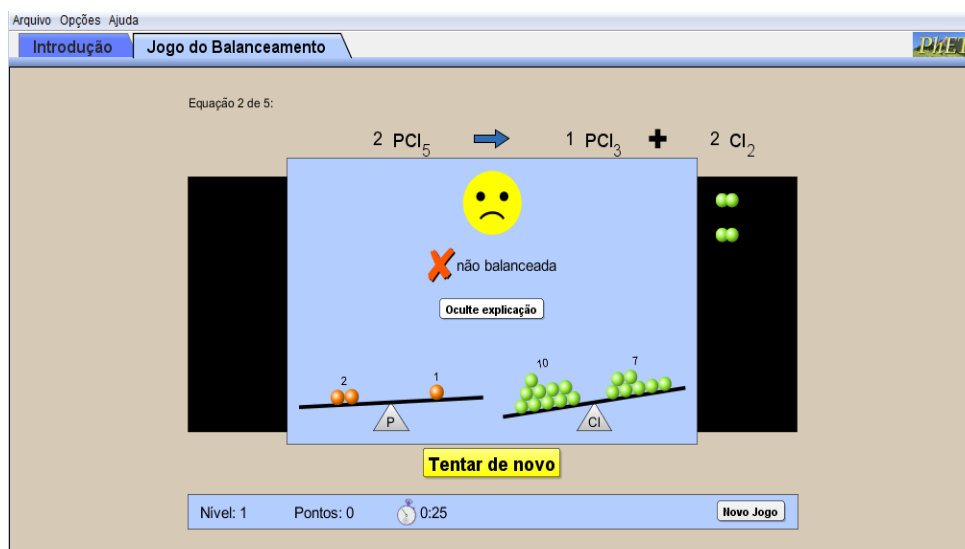 Arquivo Opções Ajuda
Introdução
Jogo do Balanceamento
PhET
Equação 2 de 5:
2 PCl5 1 PCl3 + 2 Cl2
não balanceada
Oculte explicação
2 1 10 7
P Cl
Tentar de novo
Nível: 1 Pontos: 0 0:25 Novo Jogo